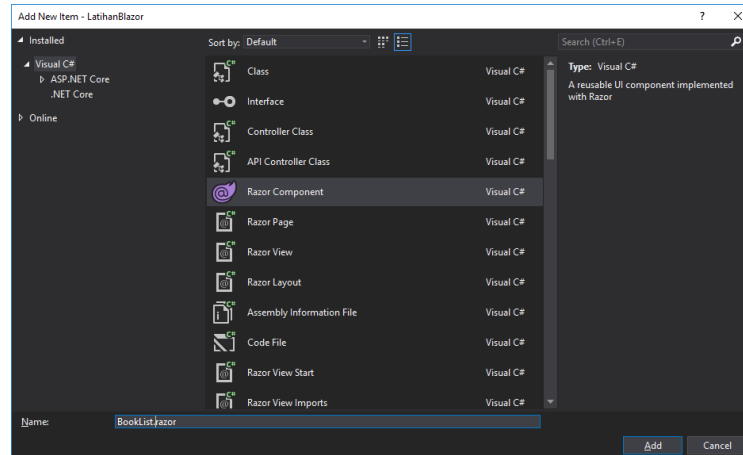 Add New Item - LatihanBlazor
? X
Installed
Sort by: Default
Search (Ctrl+E)
Visual C#
ASP.NET Core
.NET Core
Online
Class Visual C#
Interface Visual C#
Controller Class Visual C#
API Controller Class Visual C#
Razor Component Visual C#
Razor Page Visual C#
Razor View Visual C#
Razor Layout Visual C#
Assembly Information File Visual C#
Code File Visual C#
Razor View Start Visual C#
Razor View Imports Visual C#
Type: Visual C#
A reusable UI component implemented
with Razor
Name: BookList.razor
Add Cancel